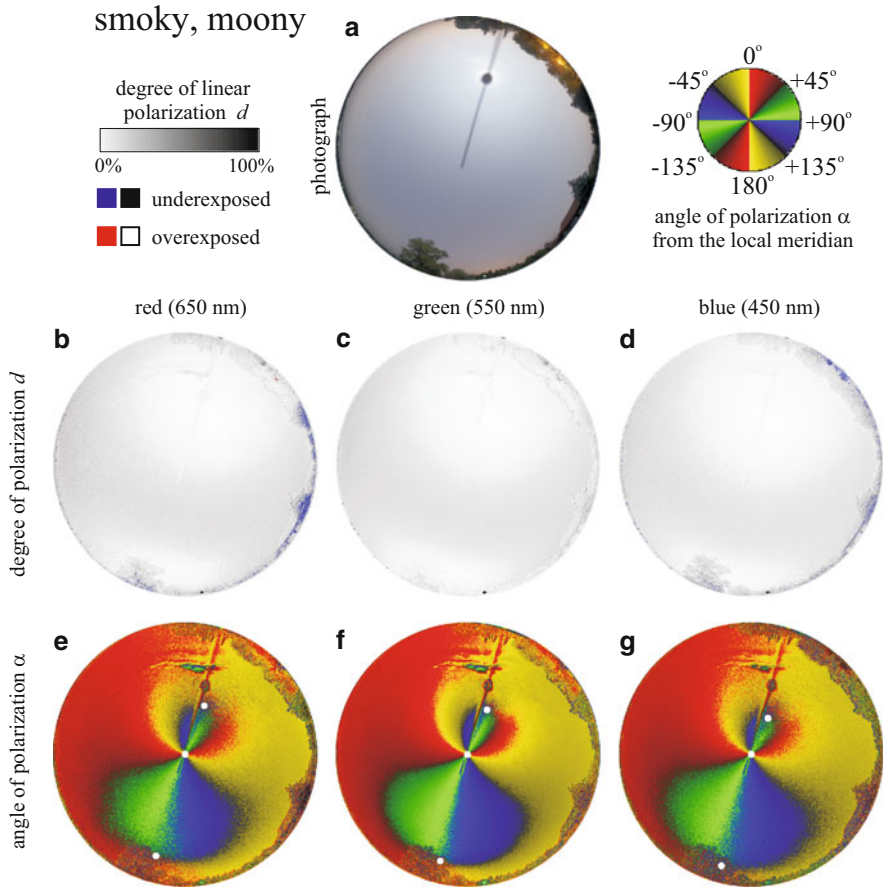 smoky, moony
degree of linear
polarization d
0% 100%
underexposed
overexposed
a
photograph
0°
-45° +45°
-90° +90°
-135° +135°
180°
angle of polarization α
from the local meridian
red (650 nm) green (550 nm) blue (450 nm)
b c d
degree of polarization d
e f g
angle of polarization α